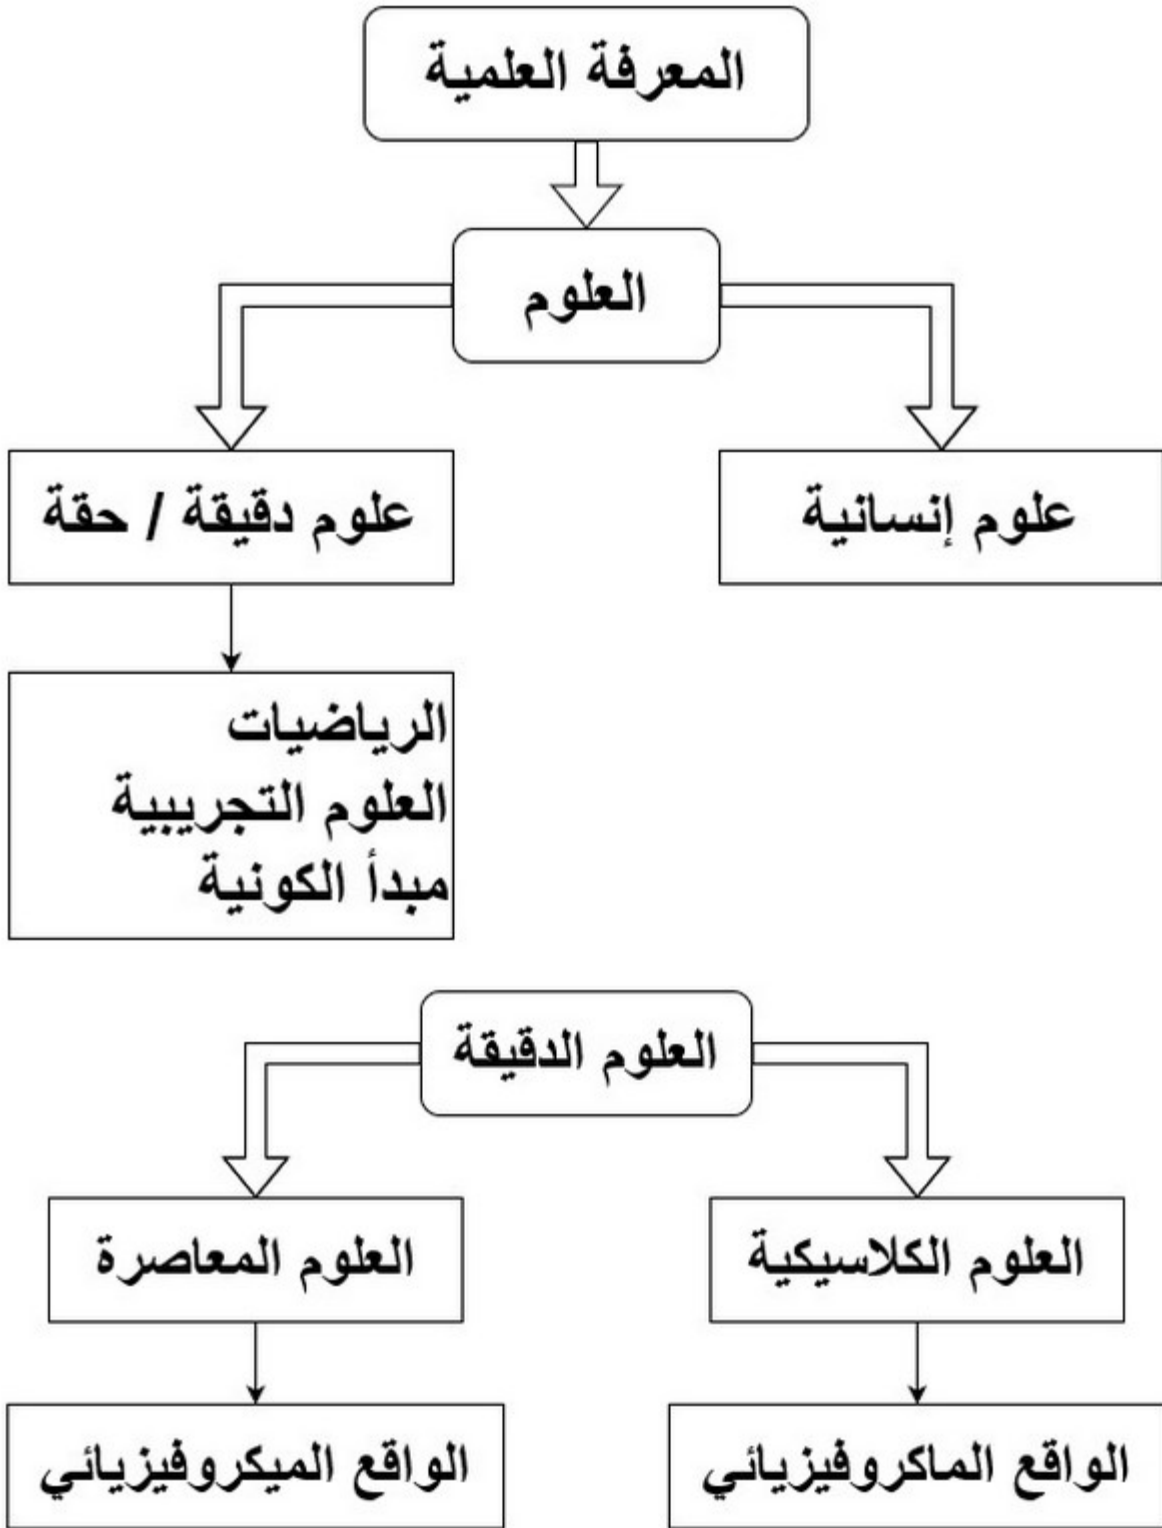 المعرفة العلمية
العلوم
علوم إنسانية
علوم دقيقة / حقة
الرياضيات
العلوم التجريبية
مبدأ الكونية
العلوم الدقيقة
العلوم الكلاسيكية
العلوم المعاصرة
الواقع الماكروفيزيائي
الواقع الميكروفيزيائي